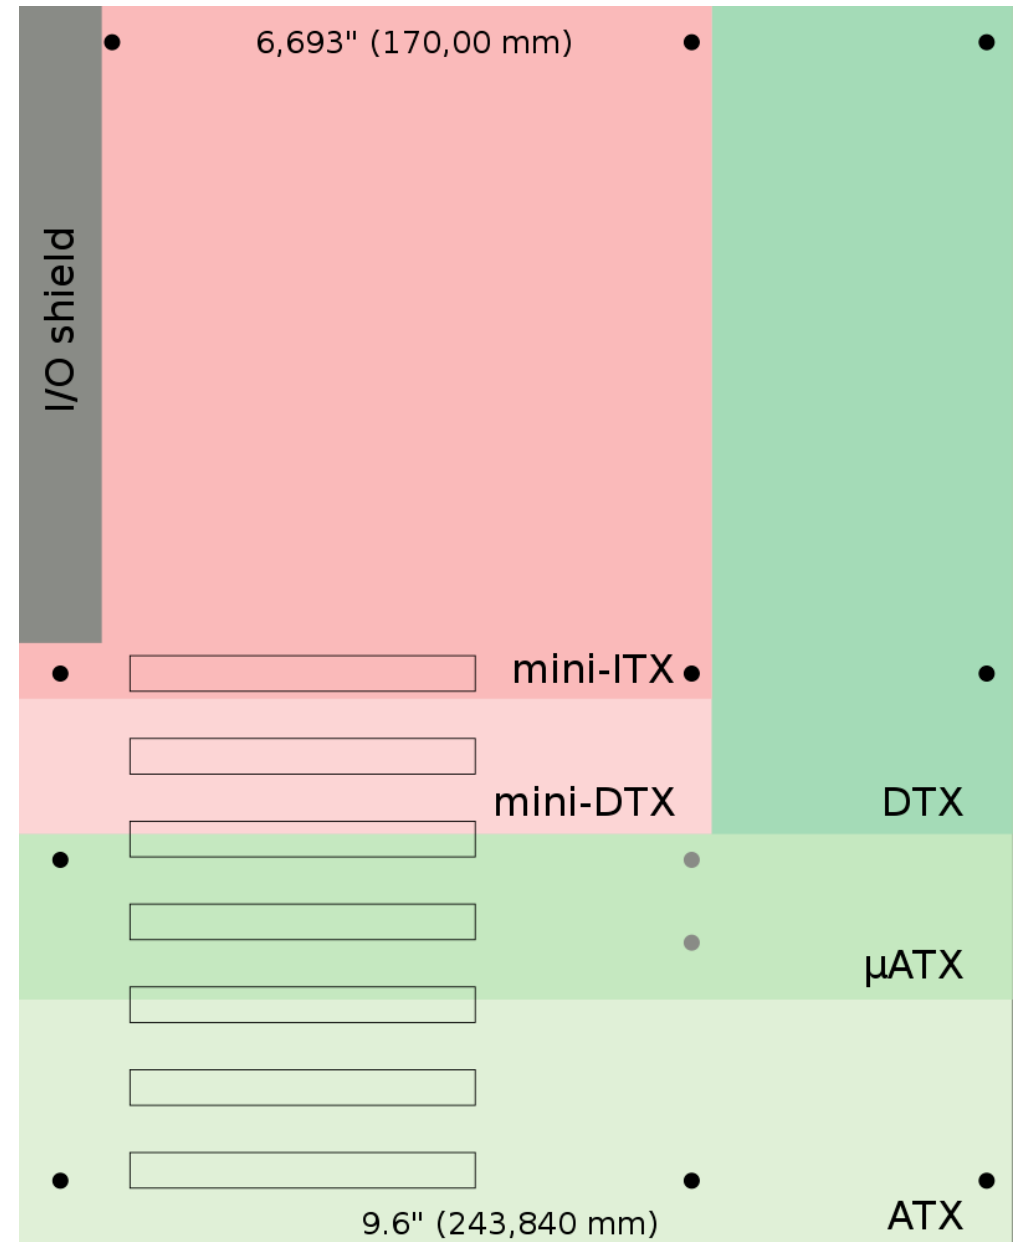 6,693" (170,00 mm)
I/O shield
mini-ITX
mini-DTX
DTX
µATX
9.6" (243,840 mm)
ATX